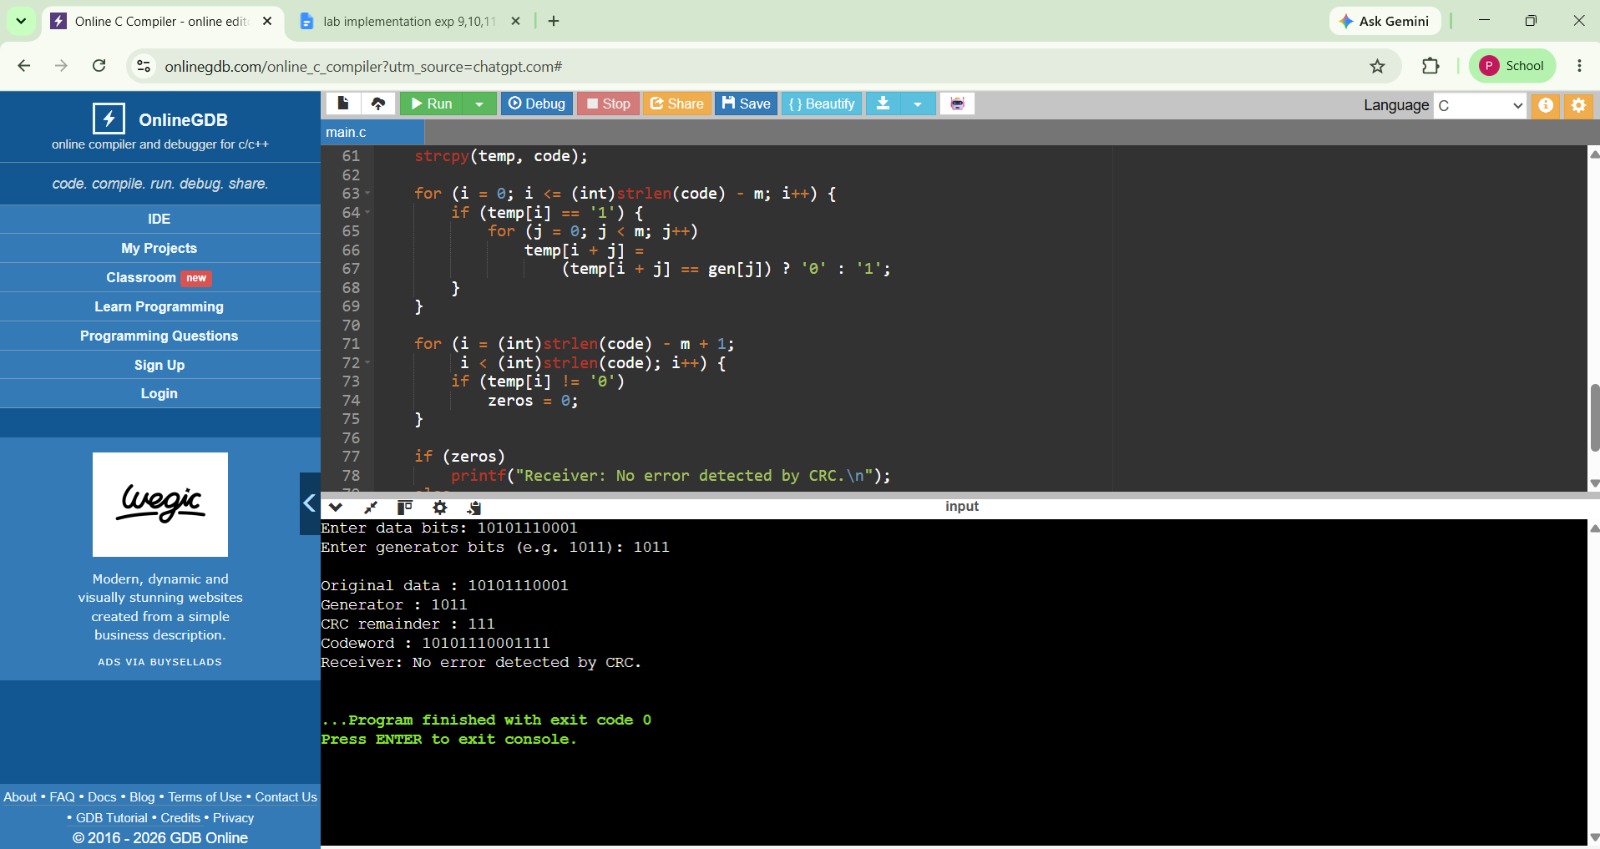 Online C Compiler - online edit
lab implementation exp 9,10,11
Ask Gemini
onlinegdb.com/online_c_compiler?utm_source=chatgpt.com#
P School
OnlineGDB
online compiler and debugger for c/c++
code. compile. run. debug. share.
IDE
My Projects
Classroom new
Learn Programming
Programming Questions
Sign Up
Login
wegic
Modern, dynamic and
visually stunning websites
created from a simple
business description.
ADS VIA BUYSELLADS
About • FAQ • Docs • Blog • Terms of Use • Contact Us
• GDB Tutorial • Credits • Privacy
© 2016 - 2026 GDB Online
Run Debug Stop Share Save { } Beautify Language C
main.c
61 strcpy(temp, code);
62
63 for (i = 0; i <= (int)strlen(code) - m; i++) {
64 if (temp[i] == '1') {
65 for (j = 0; j < m; j++)
66 temp[i + j] =
67 (temp[i + j] == gen[j]) ? '0' : '1';
68 }
69 }
70
71 for (i = (int)strlen(code) - m + 1;
72 i < (int)strlen(code); i++) {
73 if (temp[i] != '0')
74 zeros = 0;
75 }
76
77 if (zeros)
78 printf("Receiver: No error detected by CRC.\n");
input
Enter data bits: 10101110001
Enter generator bits (e.g. 1011): 1011
Original data : 10101110001
Generator : 1011
CRC remainder : 111
Codeword : 10101110001111
Receiver: No error detected by CRC.
...Program finished with exit code 0
Press ENTER to exit console.